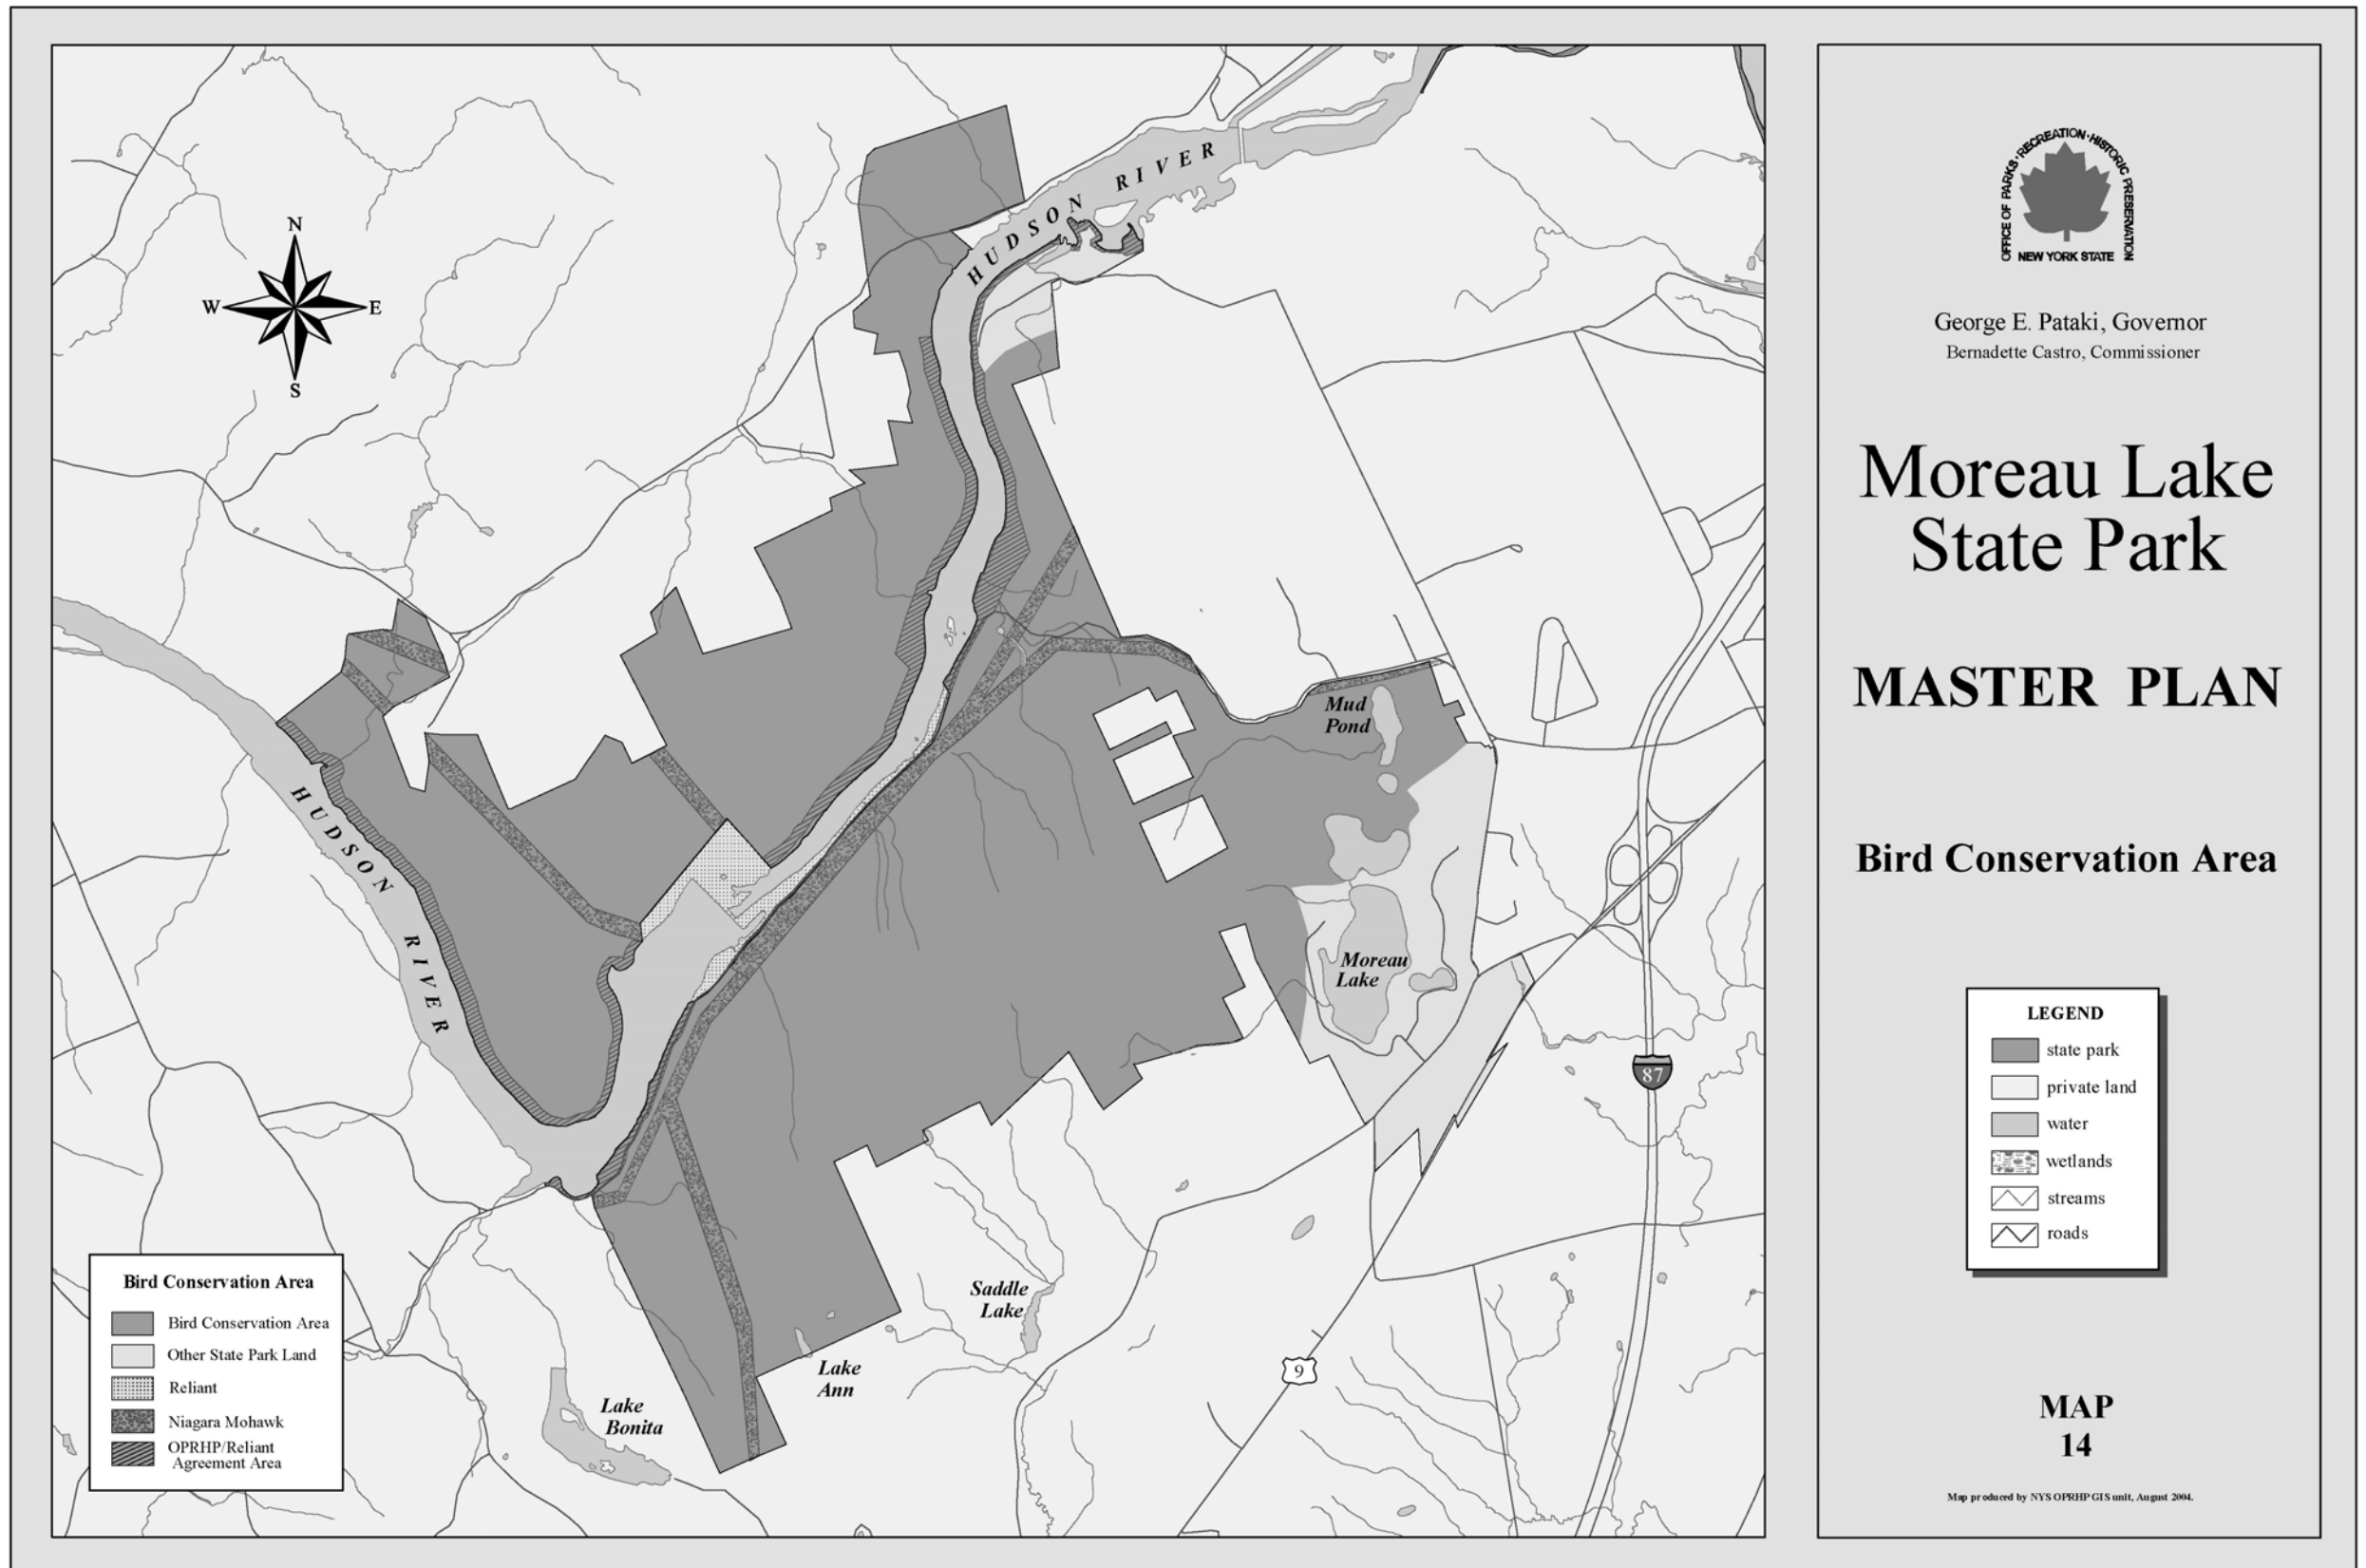 N
W
E
S
HUDSON RIVER
HUDSON RIVER
Mud
Pond
Moreau
Lake
Saddle
Lake
Lake
Ann
Lake
Bonita
87
9
Bird Conservation Area
Bird Conservation Area
Other State Park Land
Reliant
Niagara Mohawk
OPRHP/Reliant
Agreement Area
OFFICE OF PARKS·RECREATION·HISTORIC PRESERVATION
NEW YORK STATE
George E. Pataki, Governor
Bernadette Castro, Commissioner
Moreau Lake
State Park
MASTER PLAN
Bird Conservation Area
LEGEND
state park
private land
water
wetlands
streams
roads
MAP
14
Map produced by NYS OPRHP GIS unit, August 2004.